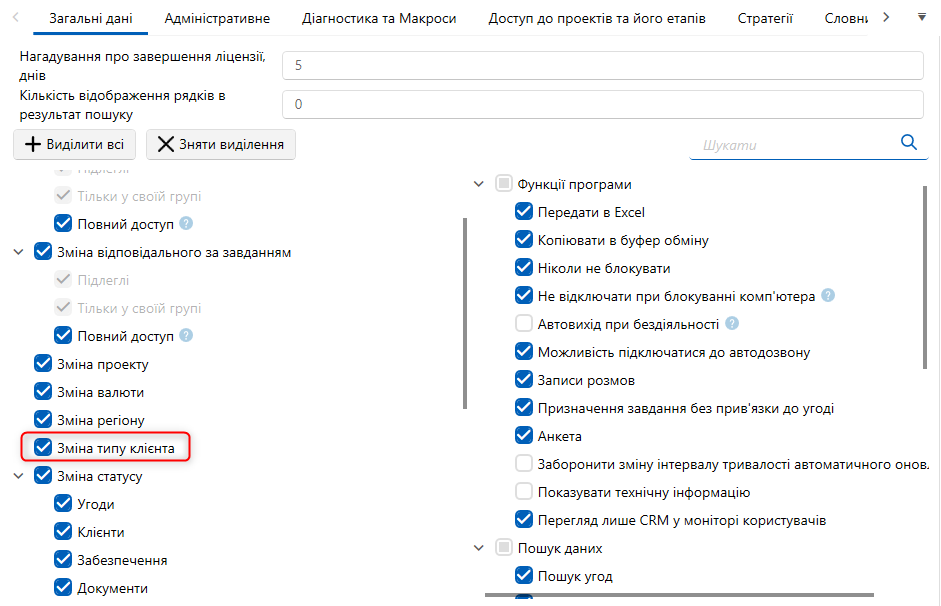 Загальні дані
Адміністративне
Діагностика та Макроси
Доступ до проектів та його етапів
Стратегії
Словни
Нагадування про завершення ліцензії,
днів
5
Кількість відображення рядків в
результат пошуку
0
Виділити всі
Зняти виділення
Шукати
Підлеглі
Тільки у своїй групі
Повний доступ ?
Зміна відповідального за завданням
Підлеглі
Тільки у своїй групі
Повний доступ ?
Зміна проекту
Зміна валюти
Зміна регіону
Зміна типу клієнта
Зміна статусу
Угоди
Клієнти
Забезпечення
Документи
Функції програми
Передати в Excel
Копіювати в буфер обміну
Ніколи не блокувати
Не відключати при блокуванні комп'ютера ?
Автовихід при бездіяльності ?
Можливість підключатися до автодозвону
Записи розмов
Призначення завдання без прив'язки до угоді
Анкета
Заборонити зміну інтервалу тривалості автоматичного онов.
Показувати технічну інформацію
Перегляд лише CRM у моніторі користувачів
Пошук даних
Пошук угод